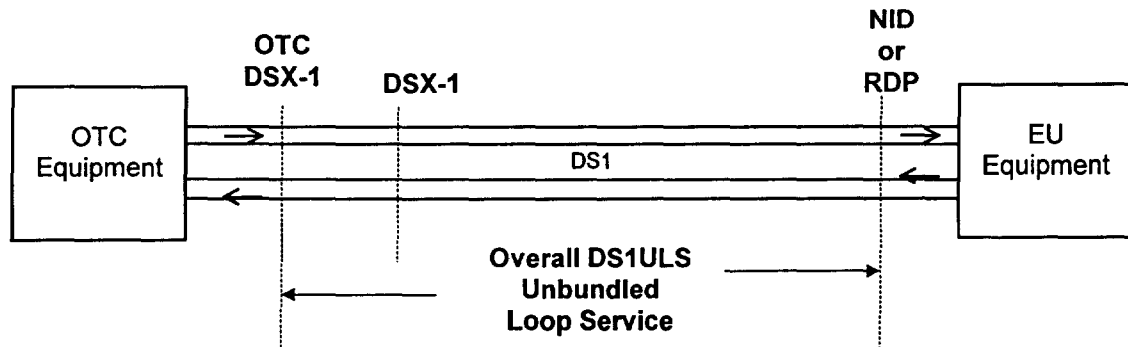 OTC
DSX-1
DSX-1
NID
or
RDP
OTC
Equipment
DS1
EU
Equipment
Overall DS1ULS
Unbundled
Loop Service